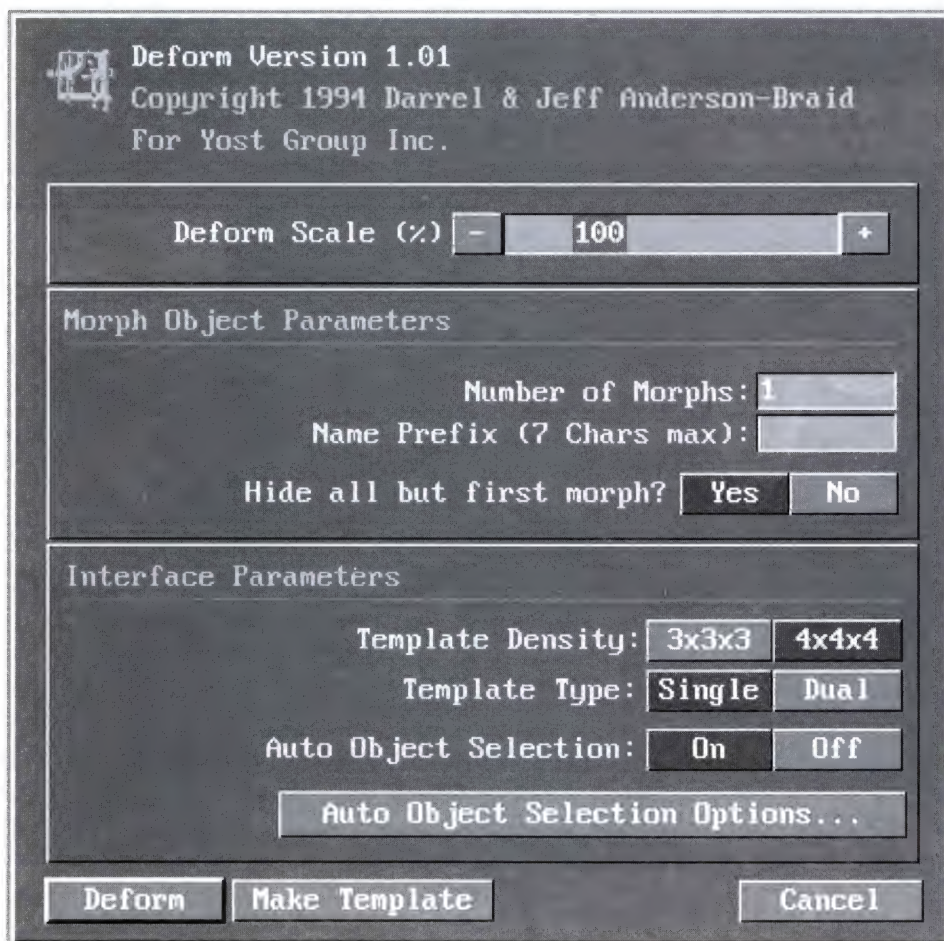 Deform Version 1.01
Copyright 1994 Darrel & Jeff Anderson-Braid
For Yost Group Inc.
Deform Scale (%) - 100 +
Morph Object Parameters
Number of Morphs: 1
Name Prefix (7 Chars max):
Hide all but first morph? Yes No
Interface Parameters
Template Density: 3x3x3 4x4x4
Template Type: Single Dual
Auto Object Selection: On Off
Auto Object Selection Options...
Deform Make Template Cancel